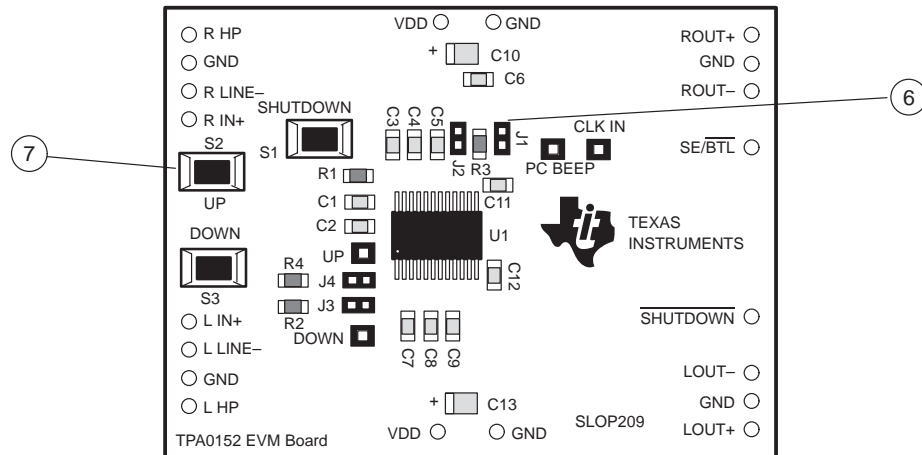 VDD GND
R HP
GND
R LINE–
R IN+
+ C10
C6
ROUT+
GND
ROUT–
6
SHUTDOWN
S1
S2
7
UP
C3
C4
C5
J2
R3
J1
PC BEEP
CLK IN
SE/BTL
R1
C1
C2
C11
U1
TEXAS
INSTRUMENTS
ti
DOWN
S3
UP
R4
J4
J3
R2
DOWN
C12
C7
C8
C9
SHUTDOWN
L IN+
L LINE–
GND
L HP
LOUT–
GND
LOUT+
+ C13
SLOP209
TPA0152 EVM Board
VDD GND